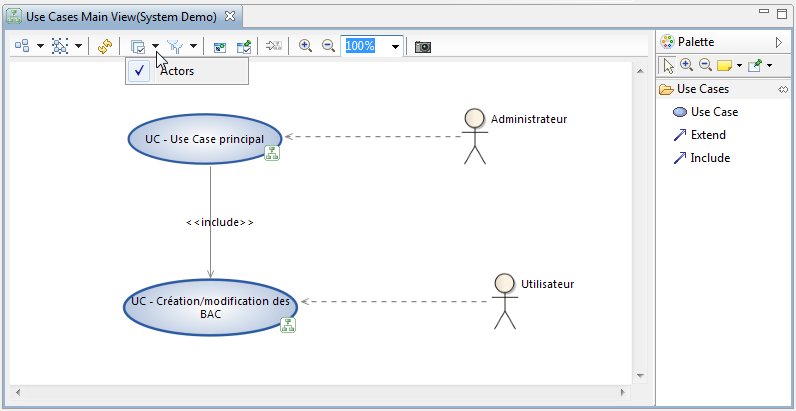 Use Cases Main View(System Demo)
100%
Palette
Actors
Use Cases
Use Case
Extend
Include
Administrateur
UC - Use Case principal
<<include>>
Utilisateur
UC - Création/modification des
BAC